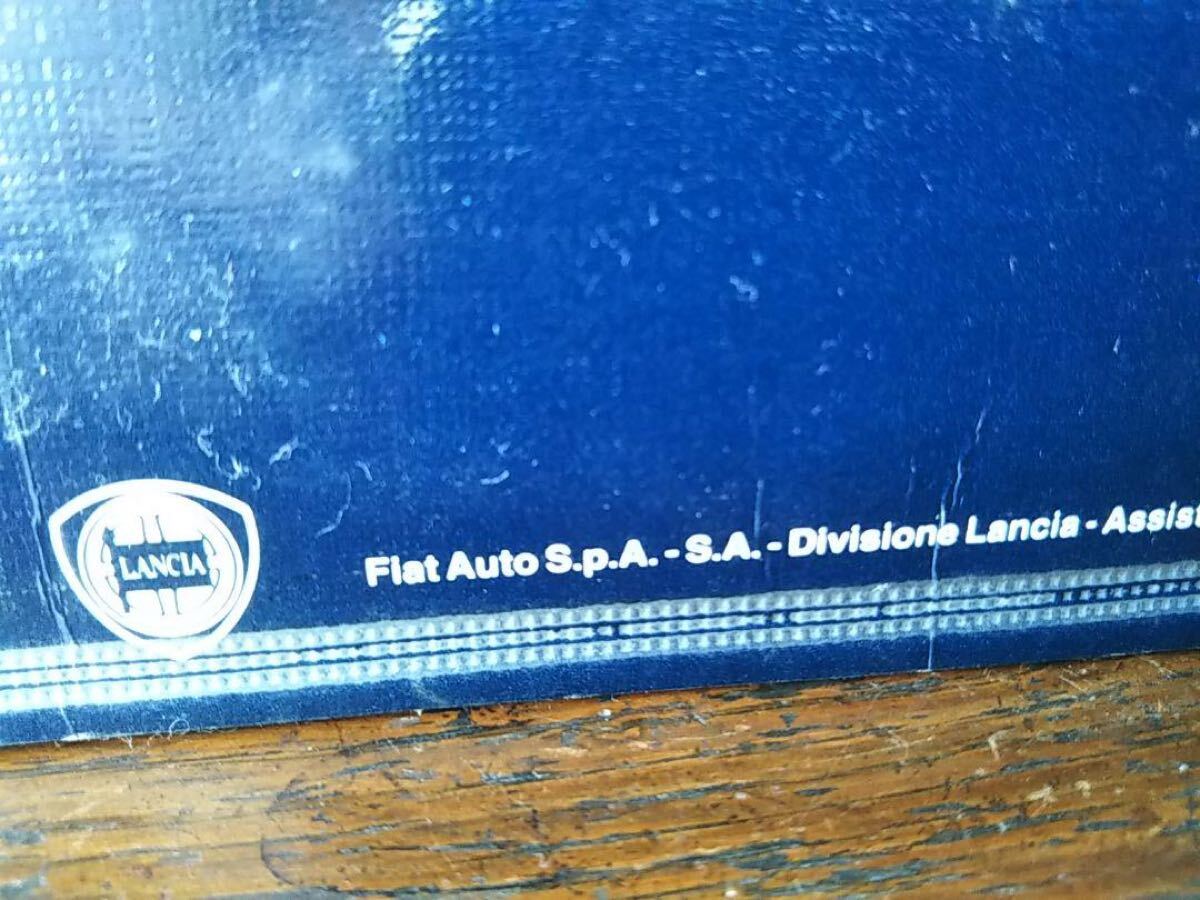 LANCIA
Fiat Auto S.p.A. - S.A. - Divisione Lancia - Assist